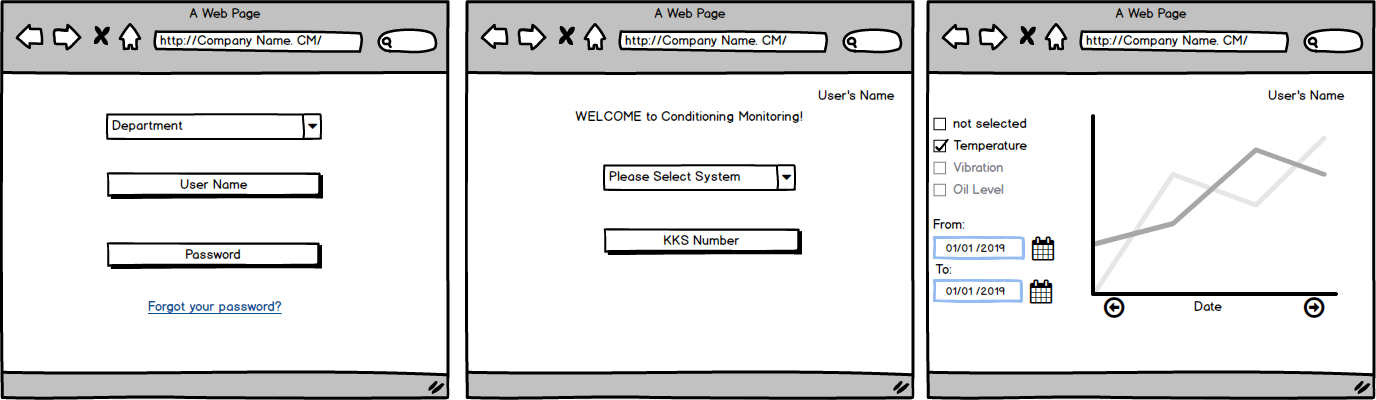 A Web Page
http://Company Name. CM/
Department
User Name
Password
Forgot your password?
A Web Page
http://Company Name. CM/
User's Name
WELCOME to Conditioning Monitoring!
Please Select System
KKS Number
A Web Page
http://Company Name. CM/
User's Name
not selected
Temperature
Vibration
Oil Level
From:
01/01 /2019
To:
01/01 /2019
Date